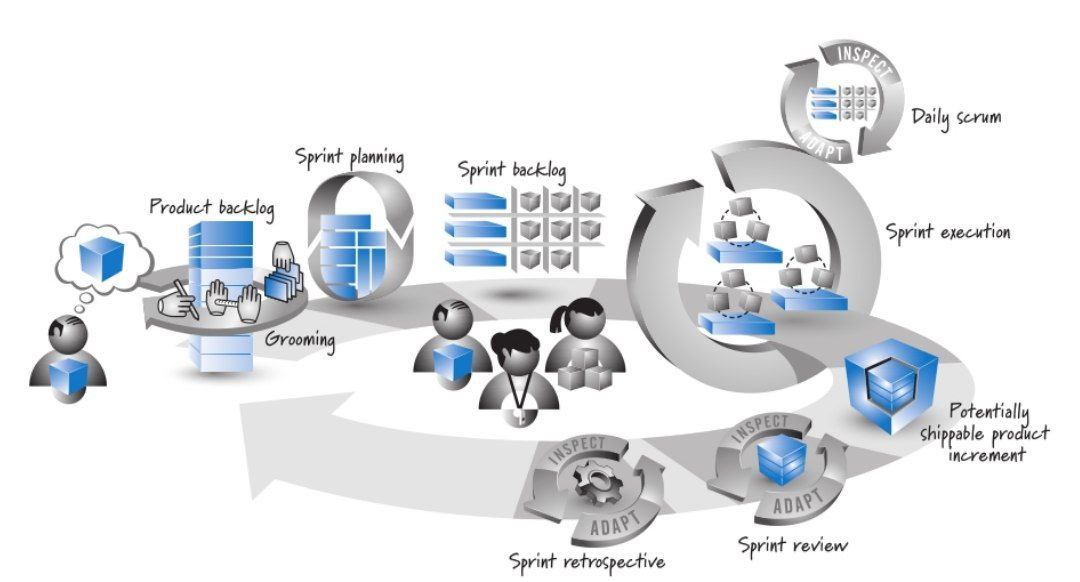 INSPECT
ADAPT
Daily scrum
Sprint planning
Sprint backlog
Product backlog
Sprint execution
Grooming
Potentially
shippable product
increment
INSPECT
ADAPT
Sprint retrospective
INSPECT
ADAPT
Sprint review